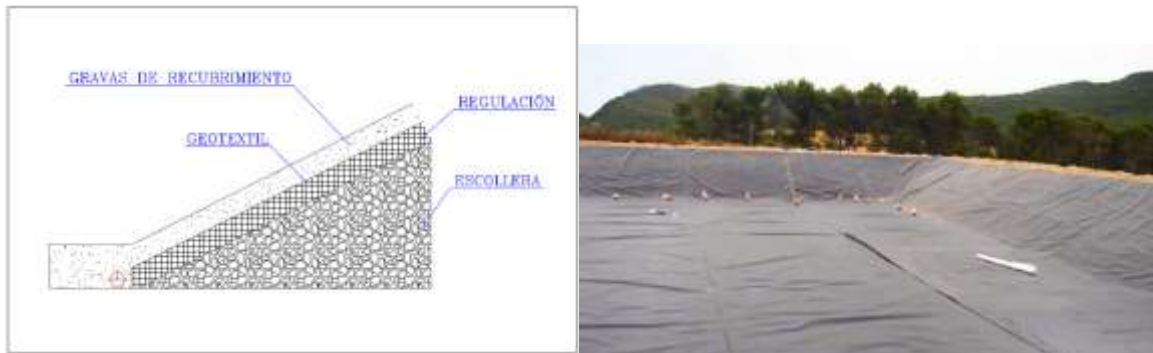 GRAVAS DE RECUBRIMIENTO
REGULACIÓN
GEOTEXTIL
ESCOLLERA